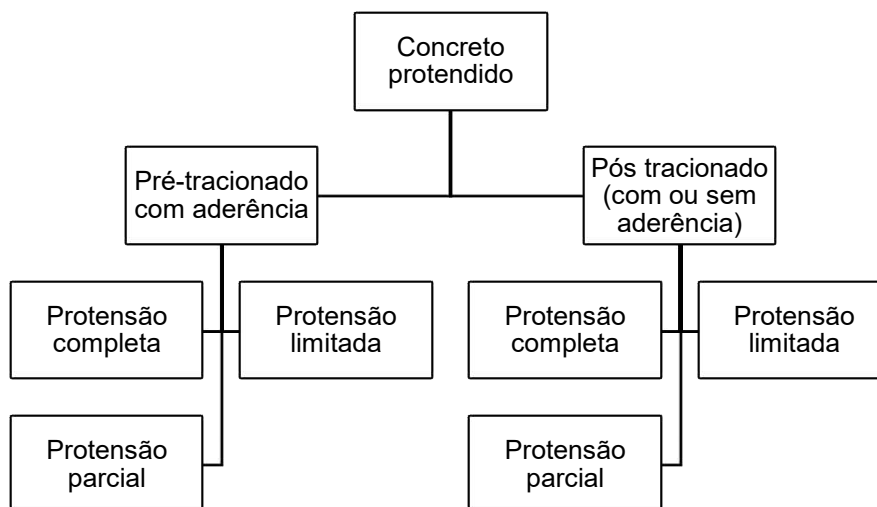 Concreto
protendido
Pré-tracionado
com aderência
Pós tracionado
(com ou sem
aderência)
Protensão
completa
Protensão
limitada
Protensão
completa
Protensão
limitada
Protensão
parcial
Protensão
parcial